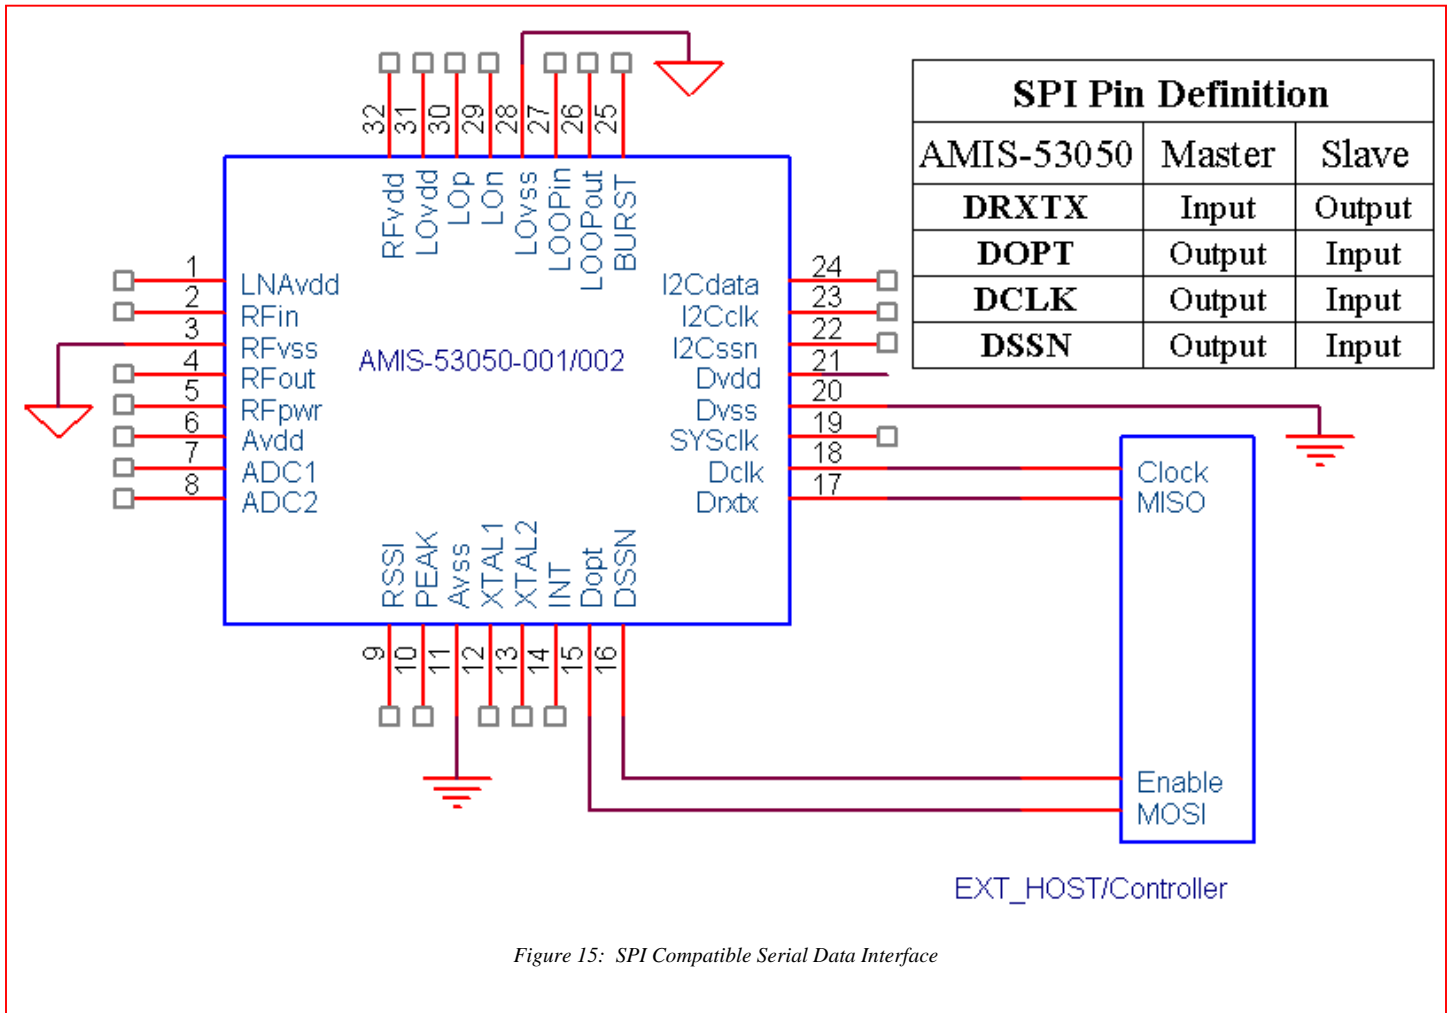 32
31
30
29
28
27
26
25
RFvdd
LOvdd
LOp
LOn
LOvss
LOOPin
LOOPout
BURST
SPI Pin Definition
AMIS-53050 Master Slave
DRXTX Input Output
DOPT Output Input
DCLK Output Input
DSSN Output Input
1 LNAvdd
2 RFin
3 RFvss
4 RFout
5 RFpwr
6 Avdd
7 ADC1
8 ADC2
AMIS-53050-001/002
I2Cdata 24
I2Cclk 23
I2Cssn 22
Dvdd 21
Dvss 20
SYSclk 19
Dclk 18
Drxtx 17
RSSI
PEAK
Avss
XTAL1
XTAL2
INT
Dopt
DSSN
9
10
11
12
13
14
15
16
Clock
MISO
Enable
MOSI
EXT_HOST/Controller
Figure 15: SPI Compatible Serial Data Interface